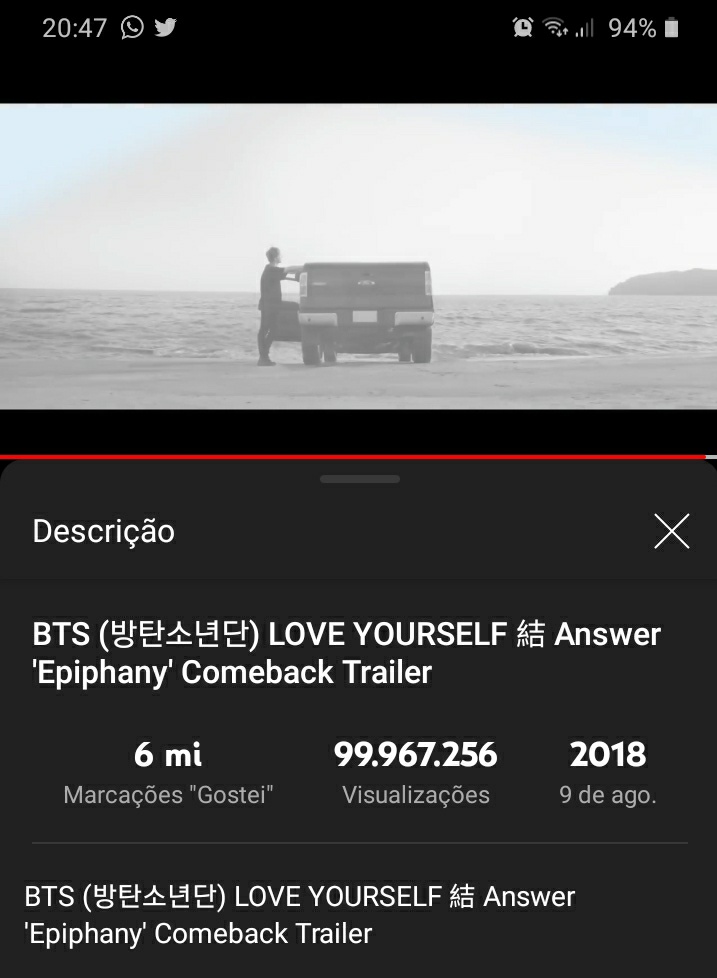 20:47 94%
Descrição
BTS (방탄소년단) LOVE YOURSELF 結 Answer
'Epiphany' Comeback Trailer
6 mi 99.967.256 2018
Marcações "Gostei" Visualizações 9 de ago.
BTS (방탄소년단) LOVE YOURSELF 結 Answer
'Epiphany' Comeback Trailer